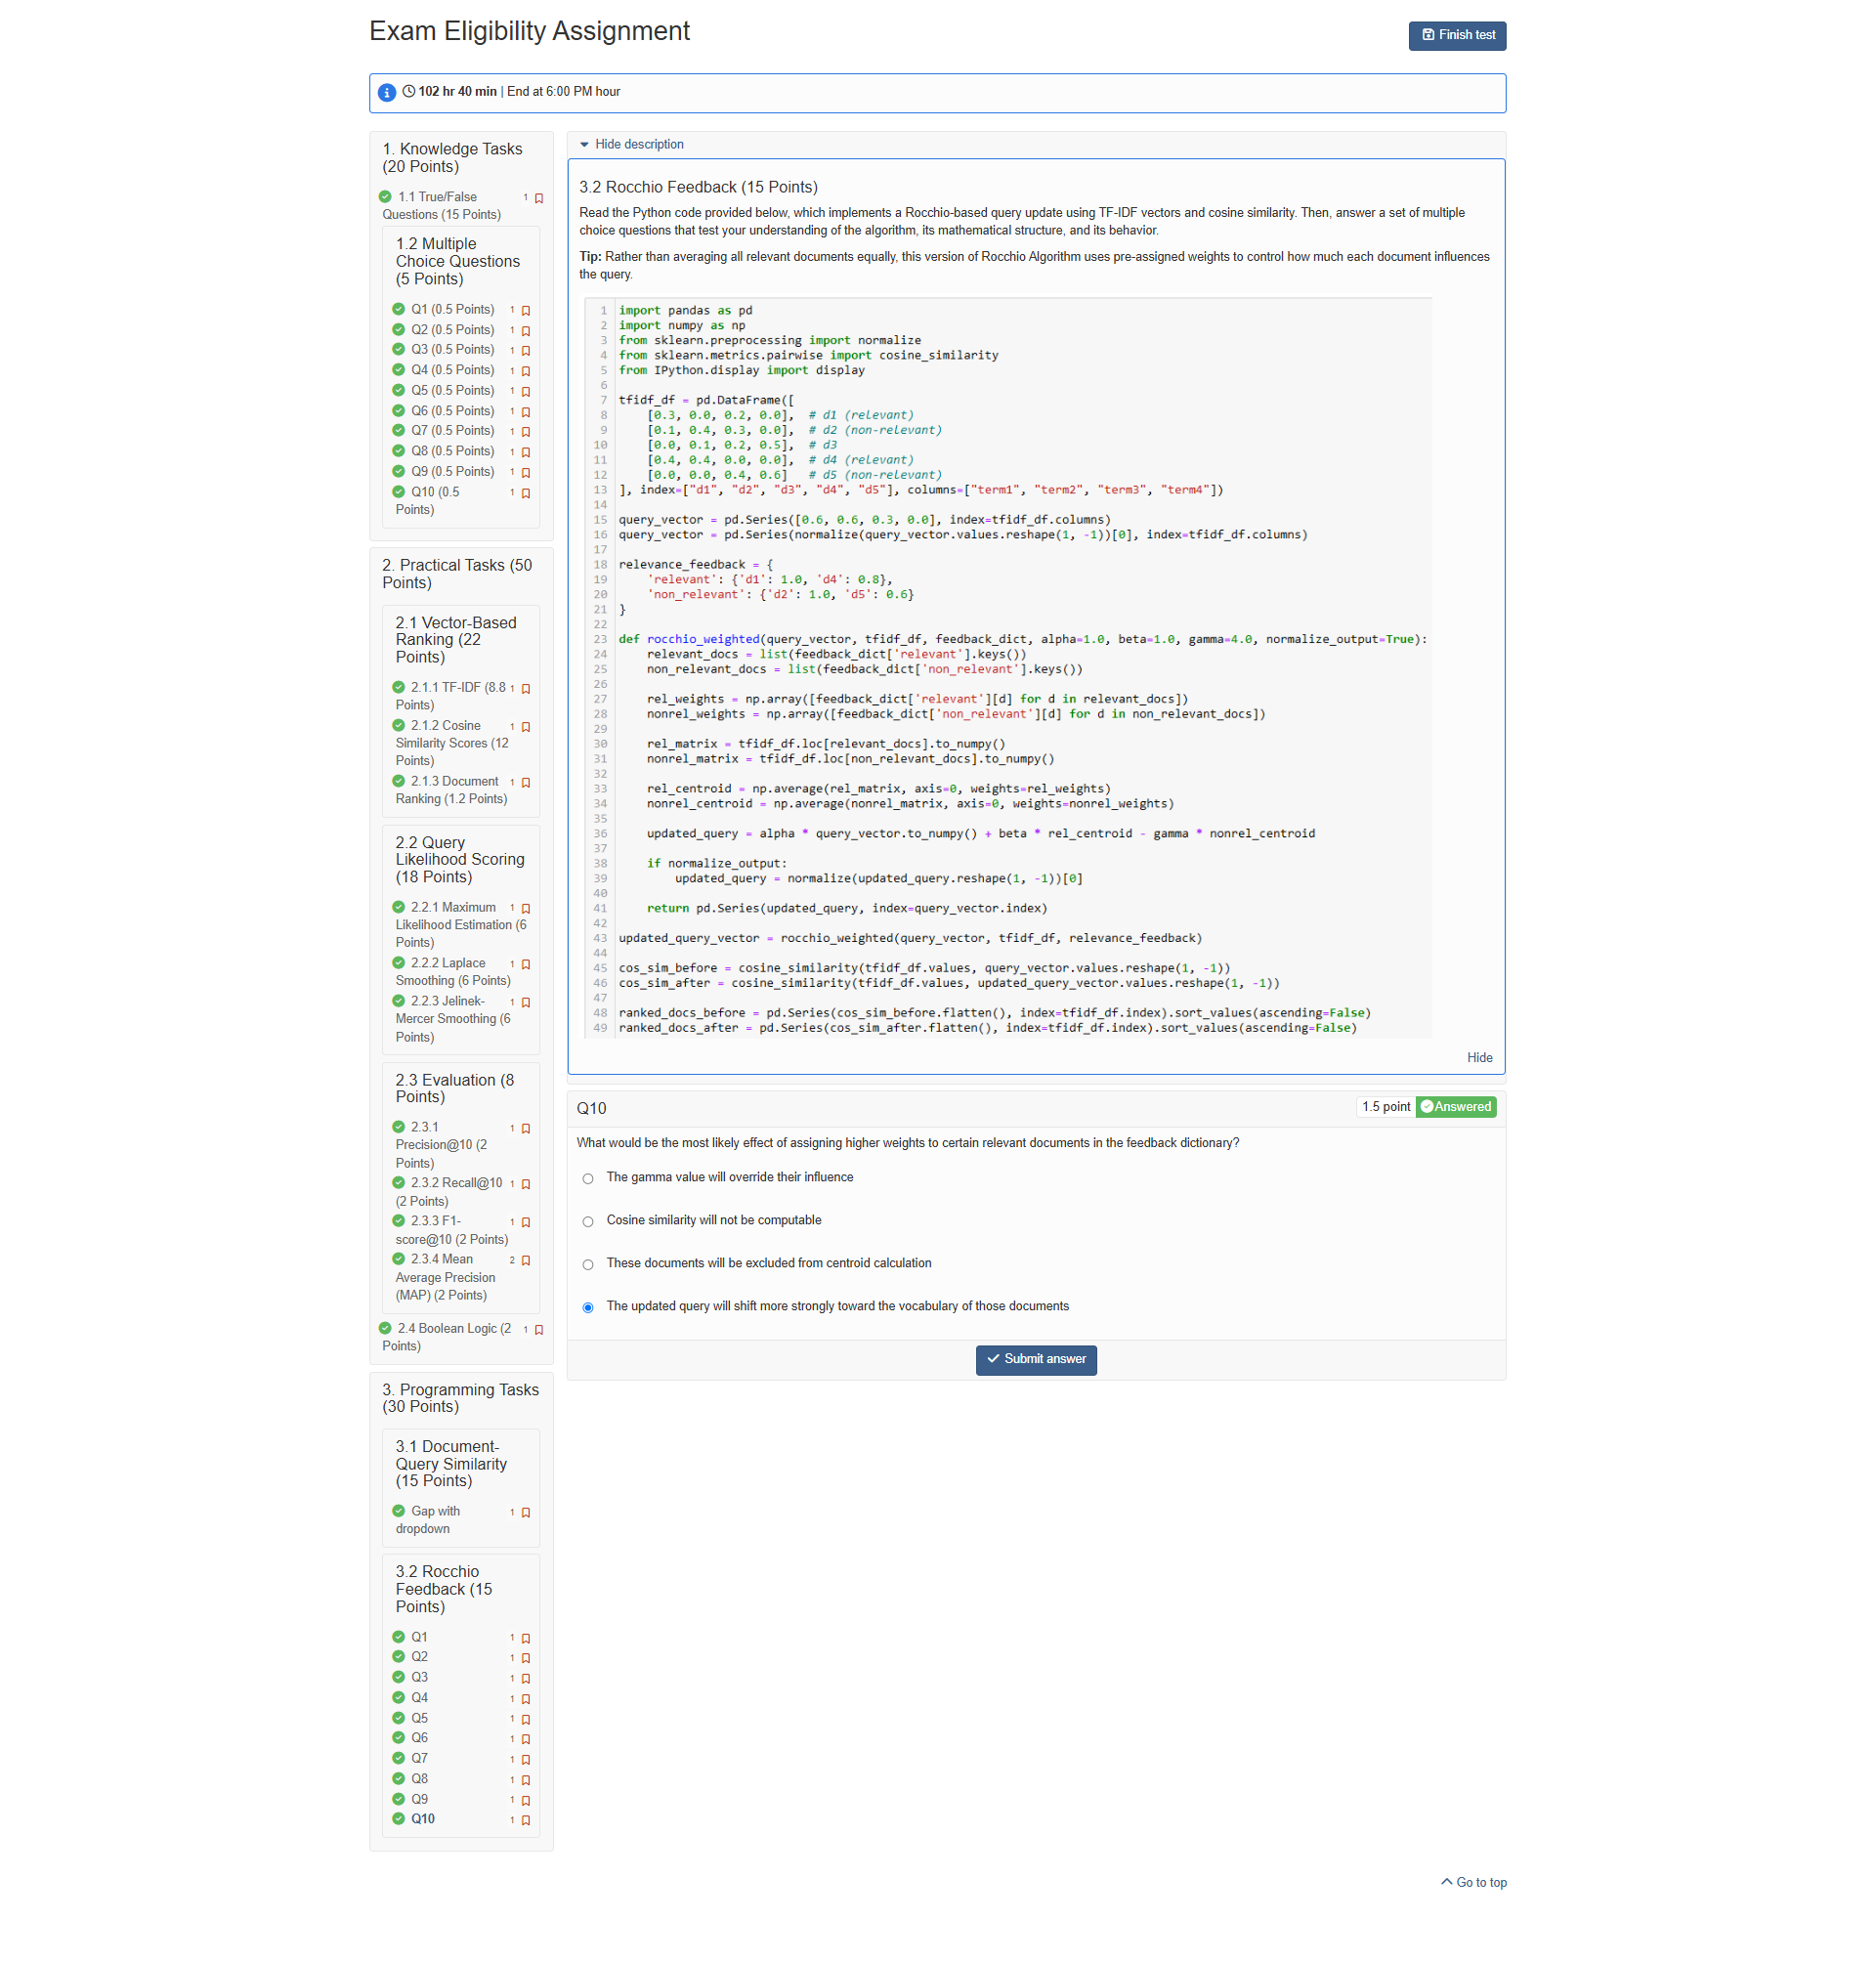 Exam Eligibility Assignment
Finish test
102 hr 40 min | End at 6:00 PM hour
1. Knowledge Tasks
(20 Points)
1.1 True/False 1
Questions (15 Points)
1.2 Multiple
Choice Questions
(5 Points)
Q1 (0.5 Points) 1
Q2 (0.5 Points) 1
Q3 (0.5 Points) 1
Q4 (0.5 Points) 1
Q5 (0.5 Points) 1
Q6 (0.5 Points) 1
Q7 (0.5 Points) 1
Q8 (0.5 Points) 1
Q9 (0.5 Points) 1
Q10 (0.5 1
Points)
2. Practical Tasks (50
Points)
2.1 Vector-Based
Ranking (22
Points)
2.1.1 TF-IDF (8.8 1
Points)
2.1.2 Cosine 1
Similarity Scores (12
Points)
2.1.3 Document 1
Ranking (1.2 Points)
2.2 Query
Likelihood Scoring
(18 Points)
2.2.1 Maximum 1
Likelihood Estimation (6
Points)
2.2.2 Laplace 1
Smoothing (6 Points)
2.2.3 Jelinek- 1
Mercer Smoothing (6
Points)
2.3 Evaluation (8
Points)
2.3.1 1
Precision@10 (2
Points)
2.3.2 Recall@10 1
(2 Points)
2.3.3 F1- 1
score@10 (2 Points)
2.3.4 Mean 2
Average Precision
(MAP) (2 Points)
2.4 Boolean Logic (2 1
Points)
3. Programming Tasks
(30 Points)
3.1 Document-
Query Similarity
(15 Points)
Gap with 1
dropdown
3.2 Rocchio
Feedback (15
Points)
Q1 1
Q2 1
Q3 1
Q4 1
Q5 1
Q6 1
Q7 1
Q8 1
Q9 1
Q10 1
Hide description
3.2 Rocchio Feedback (15 Points)
Read the Python code provided below, which implements a Rocchio-based query update using TF-IDF vectors and cosine similarity. Then, answer a set of multiple
choice questions that test your understanding of the algorithm, its mathematical structure, and its behavior.
Tip: Rather than averaging all relevant documents equally, this version of Rocchio Algorithm uses pre-assigned weights to control how much each document influences
the query.
1 import pandas as pd
2 import numpy as np
3 from sklearn.preprocessing import normalize
4 from sklearn.metrics.pairwise import cosine_similarity
5 from IPython.display import display
6
7 tfidf_df = pd.DataFrame([
8     [0.3, 0.0, 0.2, 0.0],  # d1 (relevant)
9     [0.1, 0.4, 0.3, 0.0],  # d2 (non-relevant)
10     [0.0, 0.1, 0.2, 0.5],  # d3
11     [0.4, 0.4, 0.0, 0.0],  # d4 (relevant)
12     [0.0, 0.0, 0.4, 0.6]   # d5 (non-relevant)
13 ], index=["d1", "d2", "d3", "d4", "d5"], columns=["term1", "term2", "term3", "term4"])
14
15 query_vector = pd.Series([0.6, 0.6, 0.3, 0.0], index=tfidf_df.columns)
16 query_vector = pd.Series(normalize(query_vector.values.reshape(1, -1))[0], index=tfidf_df.columns)
17
18 relevance_feedback = {
19     'relevant': {'d1': 1.0, 'd4': 0.8},
20     'non_relevant': {'d2': 1.0, 'd5': 0.6}
21 }
22
23 def rocchio_weighted(query_vector, tfidf_df, feedback_dict, alpha=1.0, beta=1.0, gamma=4.0, normalize_output=True):
24     relevant_docs = list(feedback_dict['relevant'].keys())
25     non_relevant_docs = list(feedback_dict['non_relevant'].keys())
26
27     rel_weights = np.array([feedback_dict['relevant'][d] for d in relevant_docs])
28     nonrel_weights = np.array([feedback_dict['non_relevant'][d] for d in non_relevant_docs])
29
30     rel_matrix = tfidf_df.loc[relevant_docs].to_numpy()
31     nonrel_matrix = tfidf_df.loc[non_relevant_docs].to_numpy()
32
33     rel_centroid = np.average(rel_matrix, axis=0, weights=rel_weights)
34     nonrel_centroid = np.average(nonrel_matrix, axis=0, weights=nonrel_weights)
35
36     updated_query = alpha * query_vector.to_numpy() + beta * rel_centroid - gamma * nonrel_centroid
37
38     if normalize_output:
39         updated_query = normalize(updated_query.reshape(1, -1))[0]
40
41     return pd.Series(updated_query, index=query_vector.index)
42
43 updated_query_vector = rocchio_weighted(query_vector, tfidf_df, relevance_feedback)
44
45 cos_sim_before = cosine_similarity(tfidf_df.values, query_vector.values.reshape(1, -1))
46 cos_sim_after = cosine_similarity(tfidf_df.values, updated_query_vector.values.reshape(1, -1))
47
48 ranked_docs_before = pd.Series(cos_sim_before.flatten(), index=tfidf_df.index).sort_values(ascending=False)
49 ranked_docs_after = pd.Series(cos_sim_after.flatten(), index=tfidf_df.index).sort_values(ascending=False)
Hide
Q10
1.5 point Answered
What would be the most likely effect of assigning higher weights to certain relevant documents in the feedback dictionary?
The gamma value will override their influence
Cosine similarity will not be computable
These documents will be excluded from centroid calculation
The updated query will shift more strongly toward the vocabulary of those documents
Submit answer
Go to top